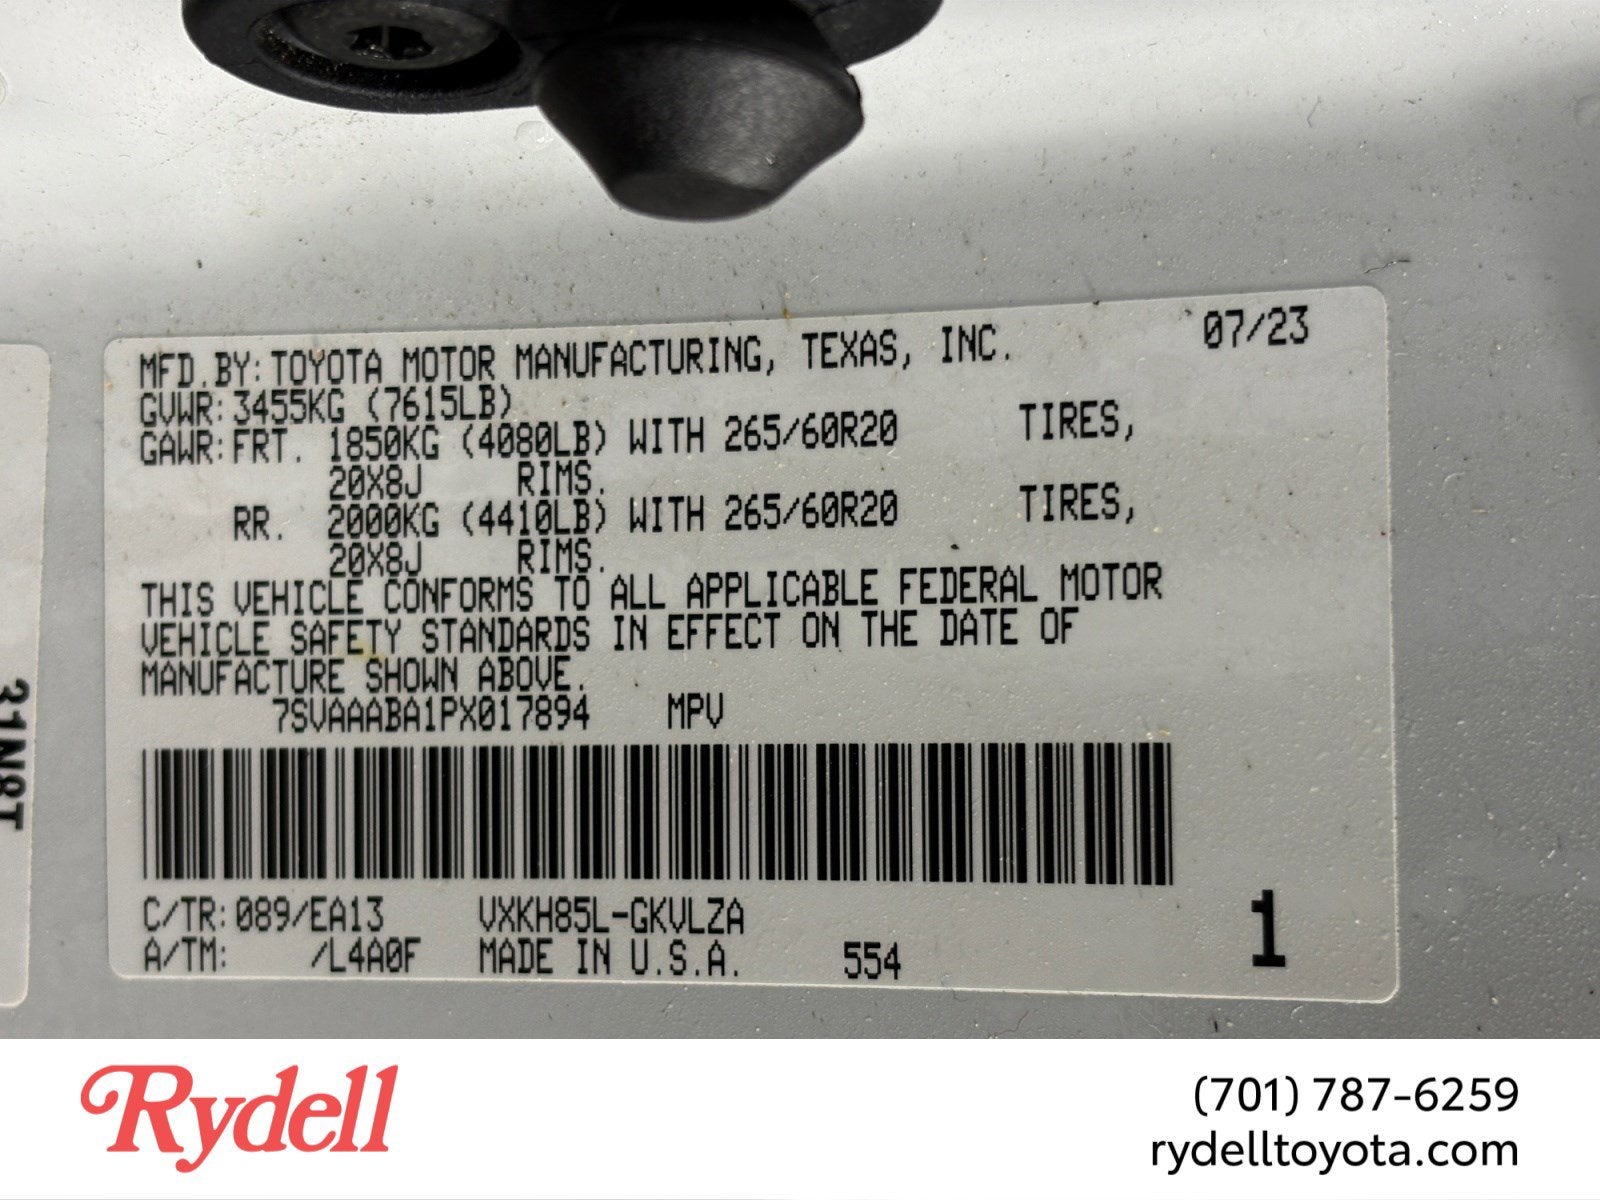 MFD.BY: TOYOTA MOTOR MANUFACTURING, TEXAS, INC. 07/23
GVWR: 3455KG (7615LB)
GAWR: FRT. 1850KG (4080LB) WITH 265/60R20 TIRES,
20X8J RIMS.
RR. 2000KG (4410LB) WITH 265/60R20 TIRES,
20X8J RIMS.
THIS VEHICLE CONFORMS TO ALL APPLICABLE FEDERAL MOTOR
VEHICLE SAFETY STANDARDS IN EFFECT ON THE DATE OF
MANUFACTURE SHOWN ABOVE.
7SVAAABA1PX017894 MPV
C/TR: 089/EA13 VXKH85L-GKVLZA
A/TM: /L4A0F MADE IN U.S.A. 554 1
Rydell
(701) 787-6259
rydelltoyota.com